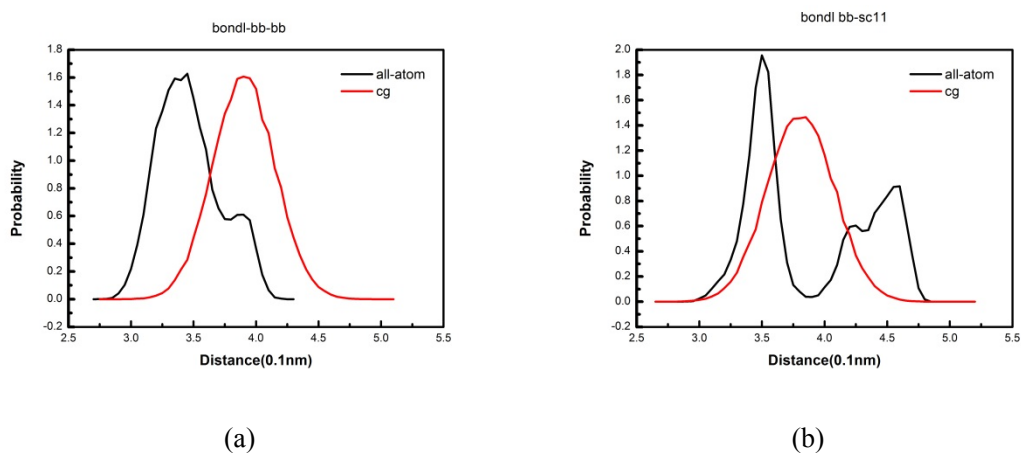 bondl-bb-bb
1.8
1.6
1.4
1.2
1.0
0.8
0.6
0.4
0.2
0.0
-0.2
Probability
all-atom
cg
2.5 3.0 3.5 4.0 4.5 5.0 5.5
Distance(0.1nm)
(a)
bondl bb-sc11
2.0
1.8
1.6
1.4
1.2
1.0
0.8
0.6
0.4
0.2
0.0
-0.2
Probability
all-atom
cg
2.5 3.0 3.5 4.0 4.5 5.0 5.5
Distance(0.1nm)
(b)